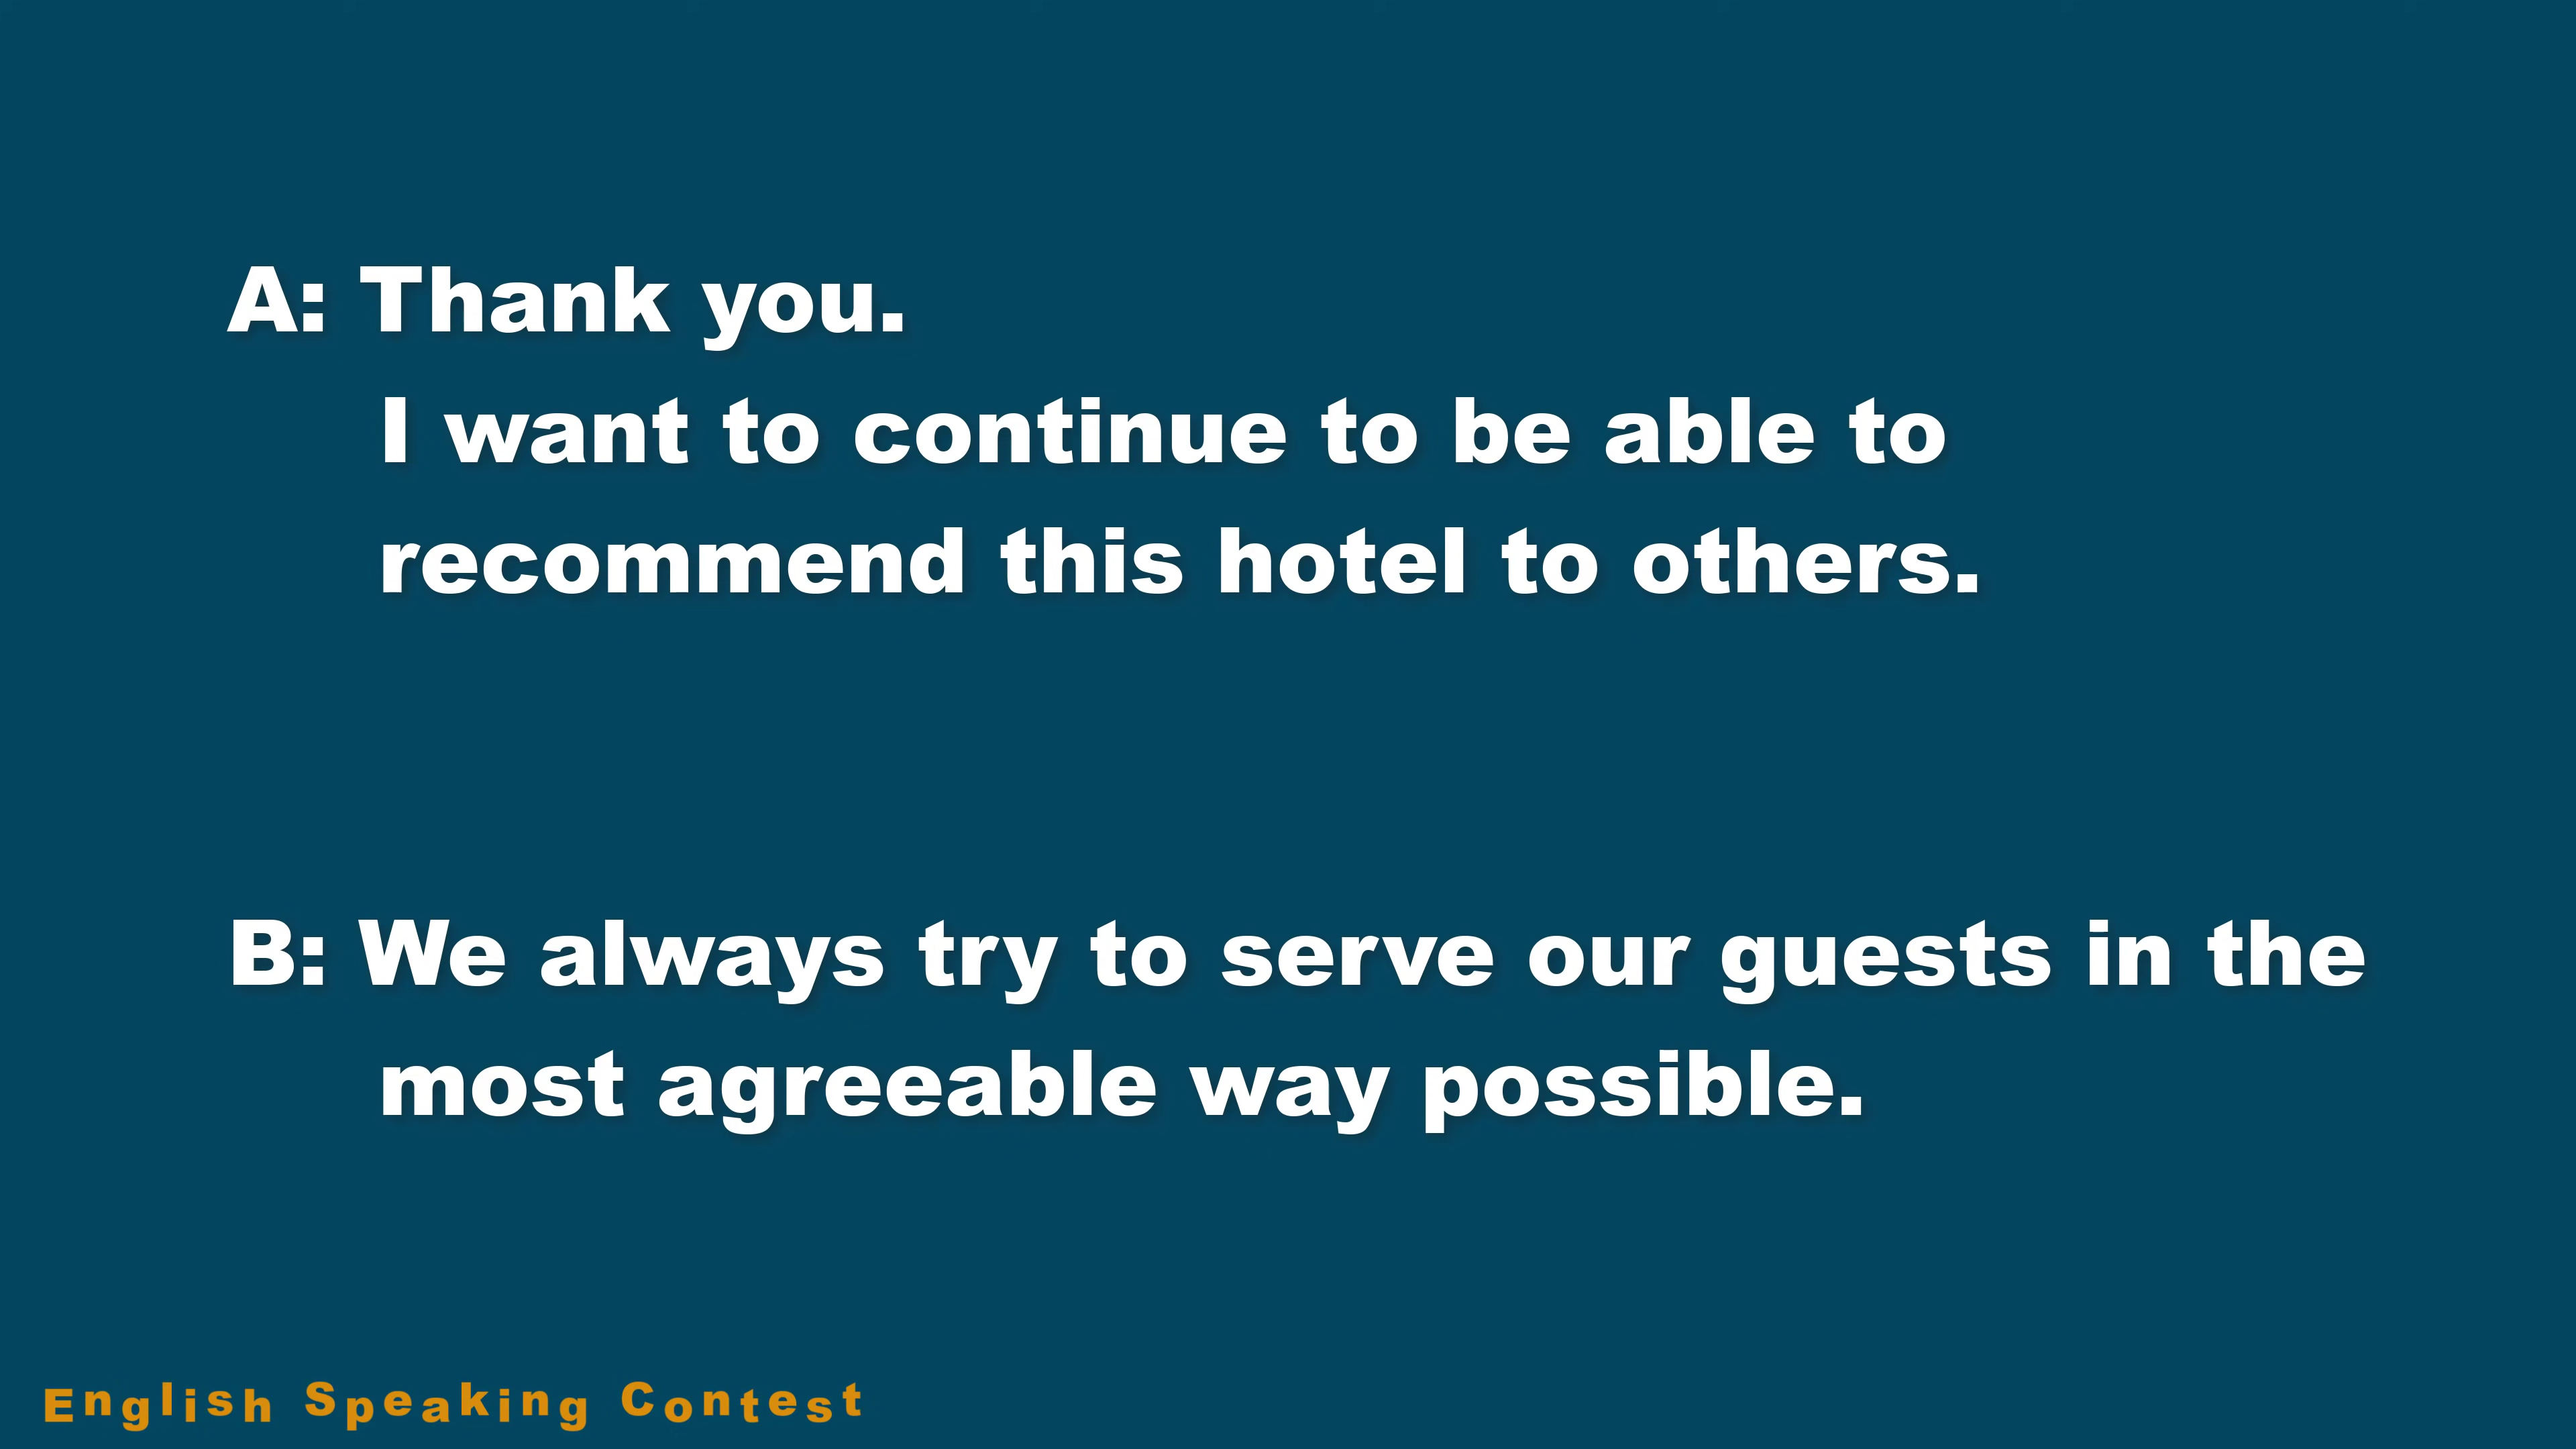 A: Thank you.
I want to continue to be able to
recommend this hotel to others.
B: We always try to serve our guests in the
most agreeable way possible.
English Speaking Contest